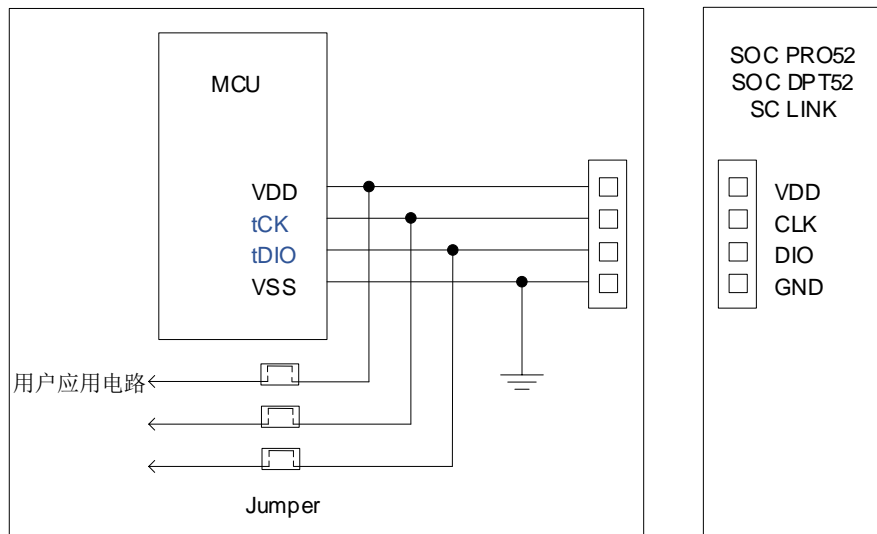 MCU
VDD
tCK
tDIO
VSS
用户应用电路
Jumper
SOC PRO52
SOC DPT52
SC LINK
VDD
CLK
DIO
GND